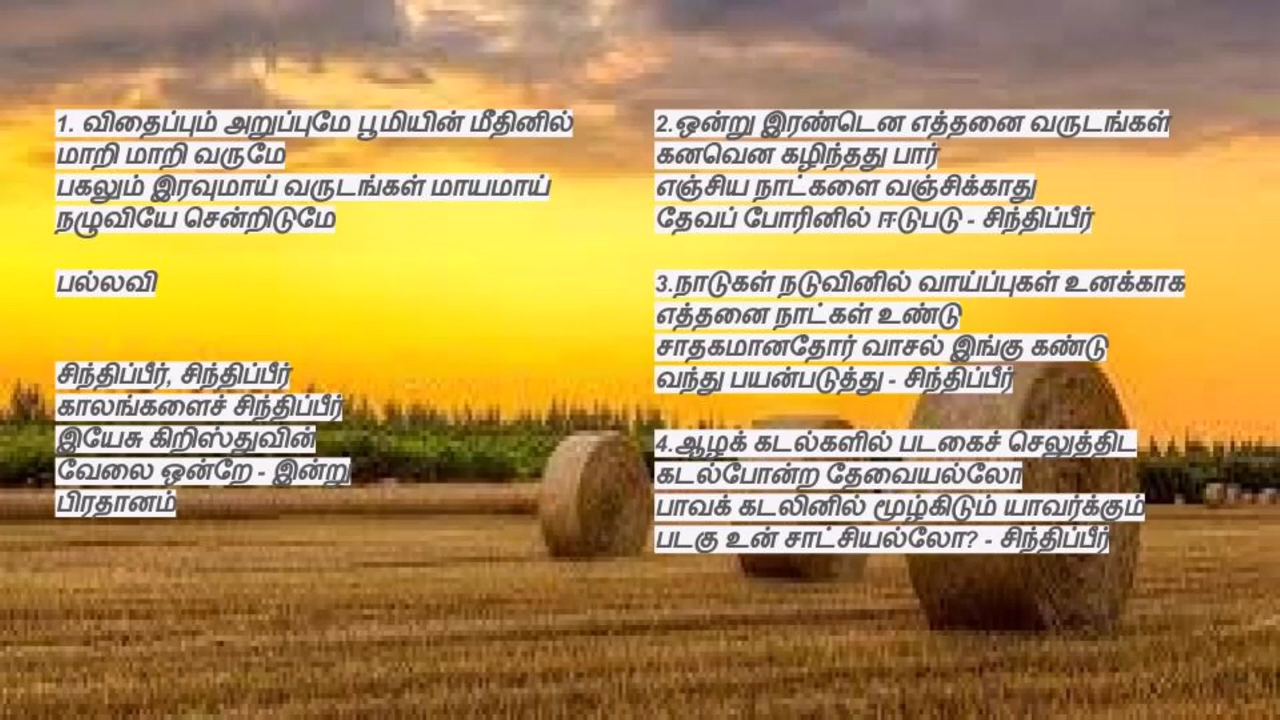 1. விதைப்பும் அறுப்புமே பூமியின் மீதினில்
மாறி மாறி வருமே
பகலும் இரவுமாய் வருடங்கள் மாயமாய்
நழுவியே சென்றிடுமே
பல்லவி
சிந்திப்பீர், சிந்திப்பீர்
காலங்களைச் சிந்திப்பீர்
இயேசு கிறிஸ்துவின்
வேலை ஒன்றே - இன்று
பிரதானம்
2.ஒன்று இரண்டென எத்தனை வருடங்கள்
கனவென கழிந்தது பார்
எஞ்சிய நாட்களை வஞ்சிக்காது
தேவப் போரினில் ஈடுபடு - சிந்திப்பீர்
3.நாடுகள் நடுவினில் வாய்ப்புகள் உனக்காக
எத்தனை நாட்கள் உண்டு
சாதகமானதோர் வாசல் இங்கு கண்டு
வந்து பயன்படுத்து - சிந்திப்பீர்
4.ஆழக் கடல்களில் படகைச் செலுத்திட
கடல்போன்ற தேவையல்லோ
பாவக் கடலினில் மூழ்கிடும் யாவர்க்கும்
படகு உன் சாட்சியல்லோ? - சிந்திப்பீர்